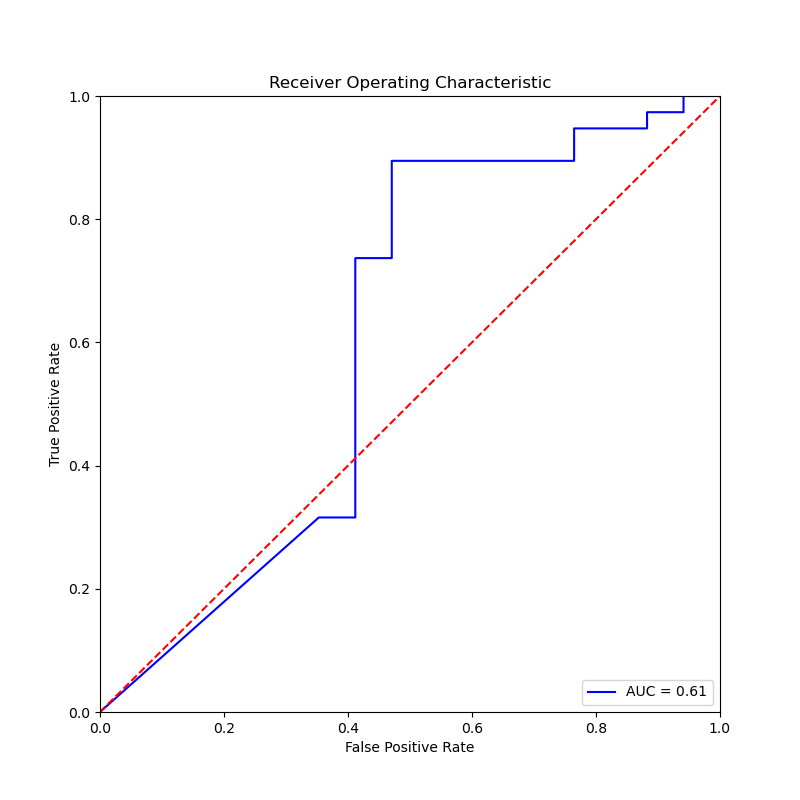 Receiver Operating Characteristic
1.0
0.8
0.6
0.4
0.2
0.0
True Positive Rate
AUC = 0.61
0.0 0.2 0.4 0.6 0.8 1.0
False Positive Rate